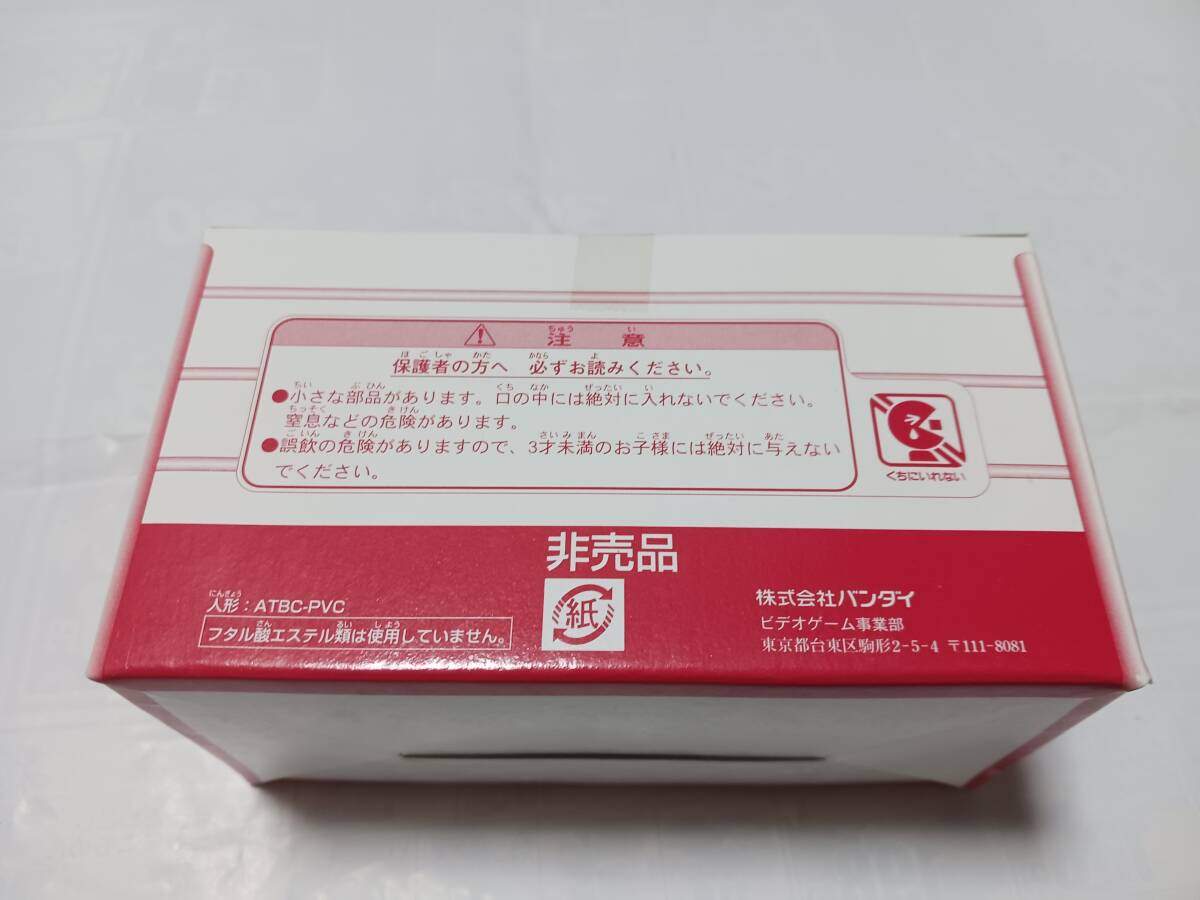 注意
保護者の方へ 必ずお読みください。
●小さな部品があります。口の中には絶対に入れないでください。
窒息などの危険があります。
●誤飲の危険がありますので、3才未満のお子様には絶対に与えない
でください。
くちにいれない
非売品
人形：ATBC-PVC
フタル酸エステル類は使用していません。
紙
株式会社バンダイ
ビデオゲーム事業部
東京都台東区駒形2-5-4 〒111-8081